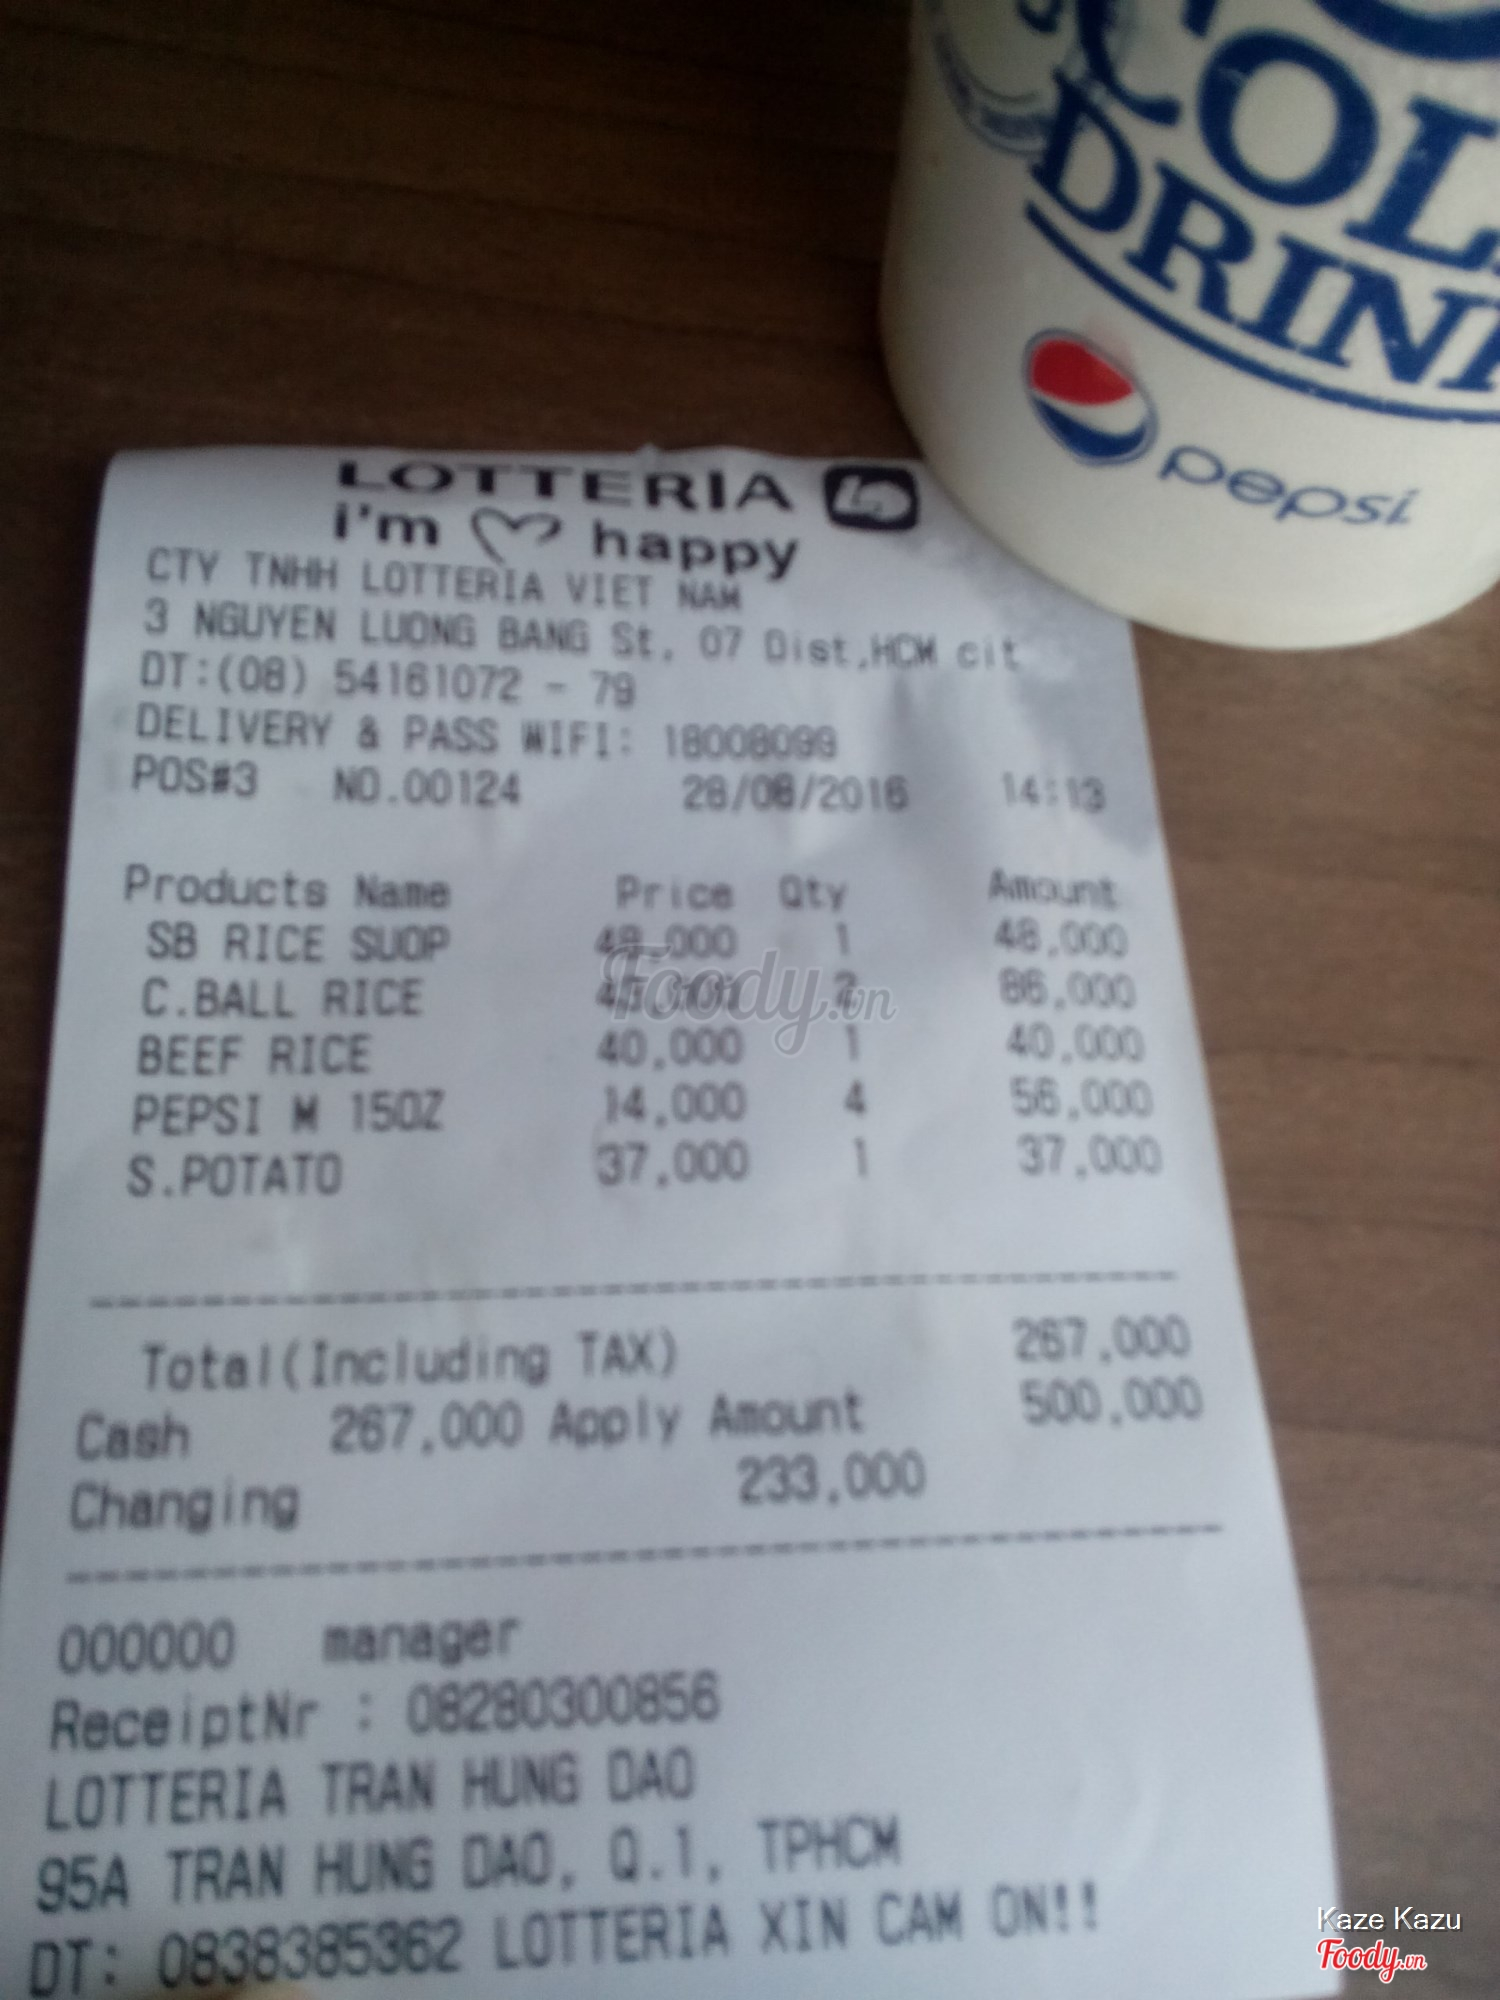 COL
DRINK
pepsi
LOTTERIA
i'm happy
CTY TNHH LOTTERIA VIET NAM
3 NGUYEN LUONG BANG St, 07 Dist,HCM cit
DT:(08) 54161072 - 79
DELIVERY & PASS WIFI: 18008099
POS#3 NO.00124 28/08/2016 14:13
Products Name Price Qty Amount
SB RICE SUOP 48,000 1 48,000
C.BALL RICE 43,000 2 86,000
BEEF RICE 40,000 1 40,000
PEPSI M 15OZ 14,000 4 56,000
S.POTATO 37,000 1 37,000
Total(Including TAX) 267,000
Cash 267,000 Apply Amount 500,000
Changing 233,000
000000 manager
ReceiptNr : 08280300856
LOTTERIA TRAN HUNG DAO
95A TRAN HUNG DAO, Q.1, TPHCM
DT: 0838385362 LOTTERIA XIN CAM ON!!
Foody.vn
Kaze Kazu
Foody.vn